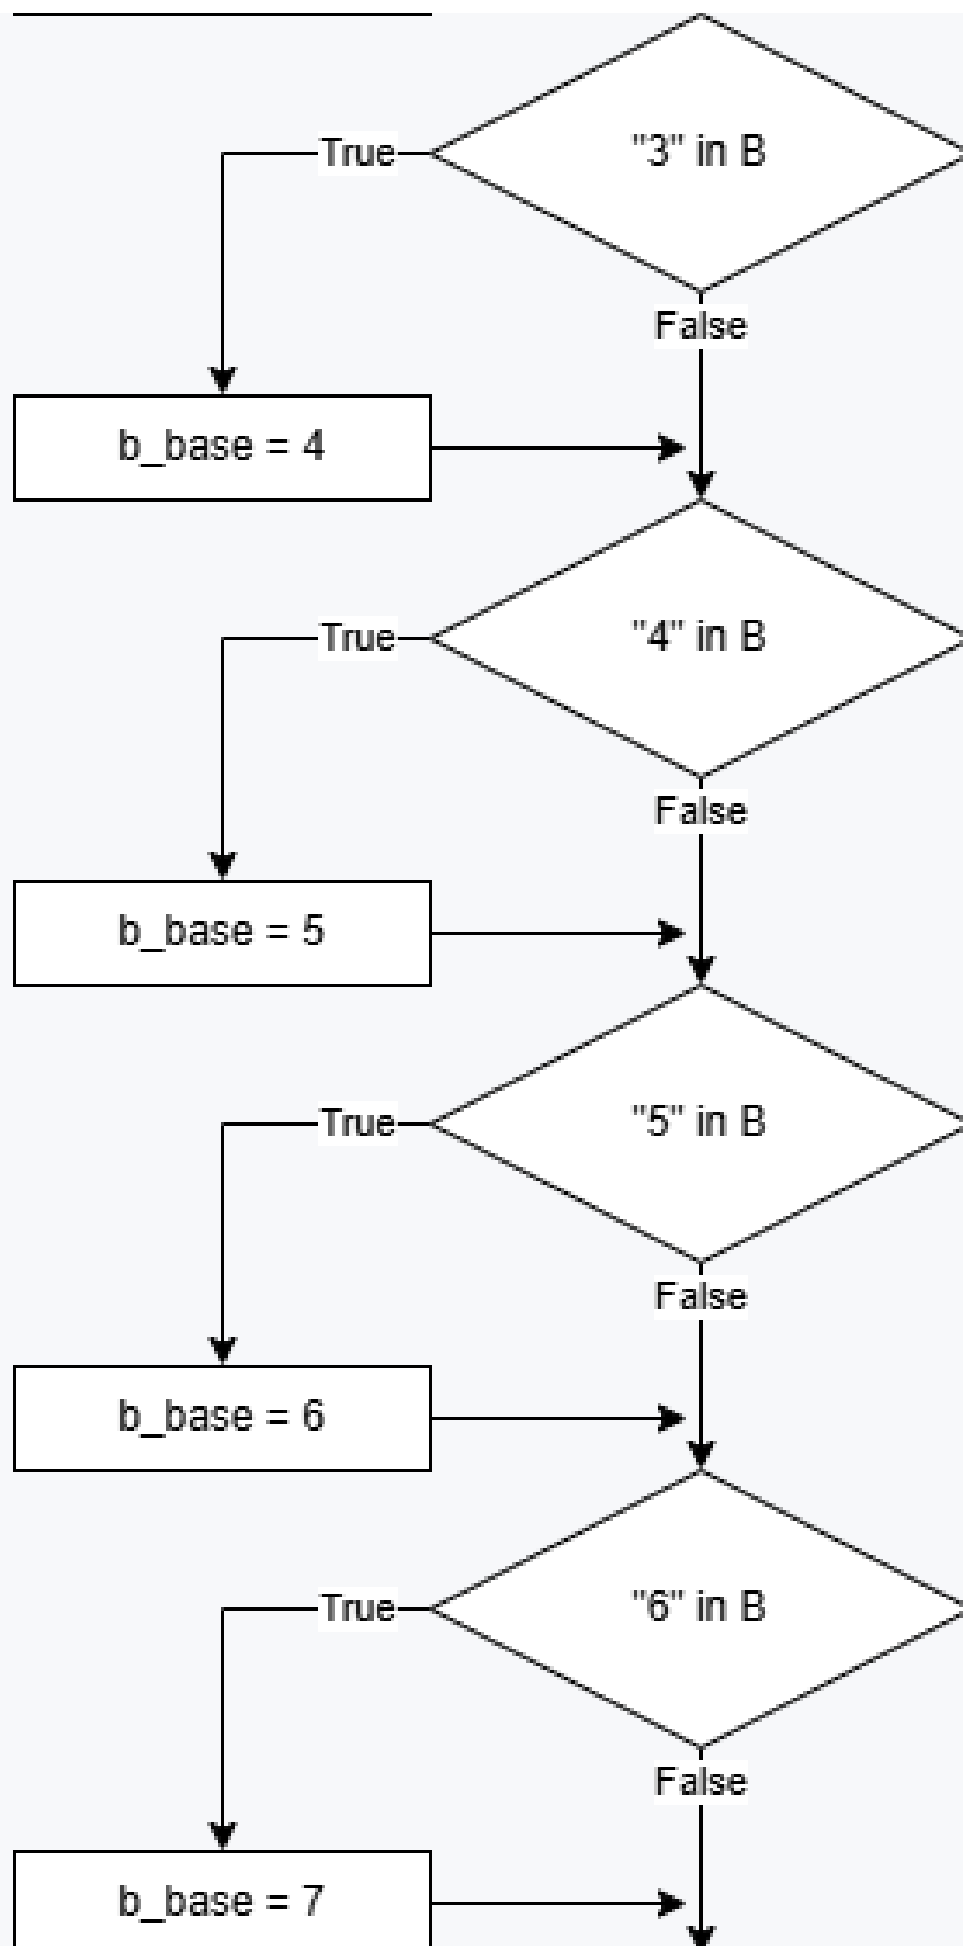 "3" in B
True
False
b_base = 4
"4" in B
True
False
b_base = 5
"5" in B
True
False
b_base = 6
"6" in B
True
False
b_base = 7